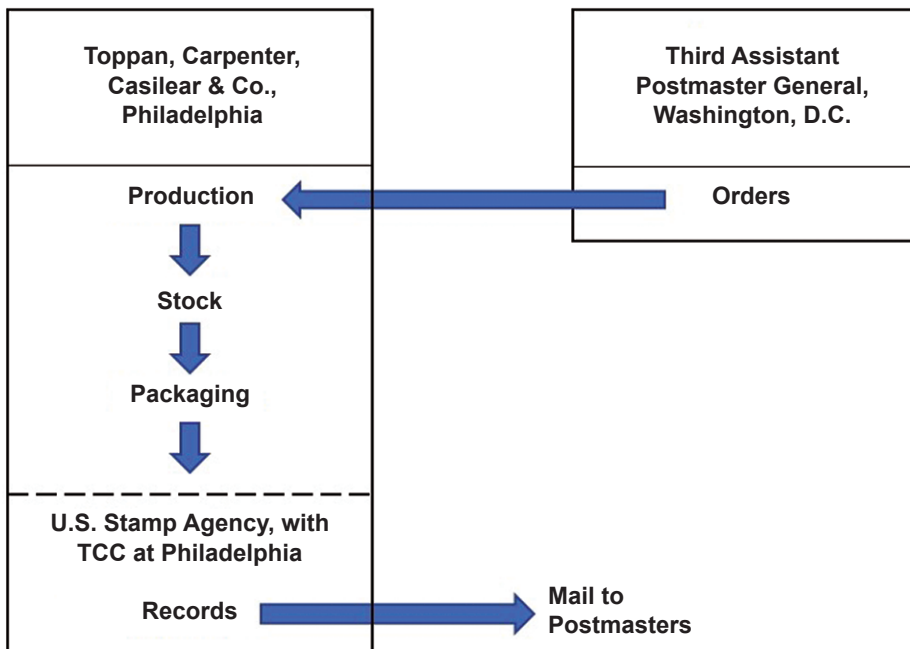 Toppan, Carpenter,
Casilear & Co.,
Philadelphia
Third Assistant
Postmaster General,
Washington, D.C.
Production
Orders
Stock
Packaging
U.S. Stamp Agency, with
TCC at Philadelphia
Records
Mail to
Postmasters